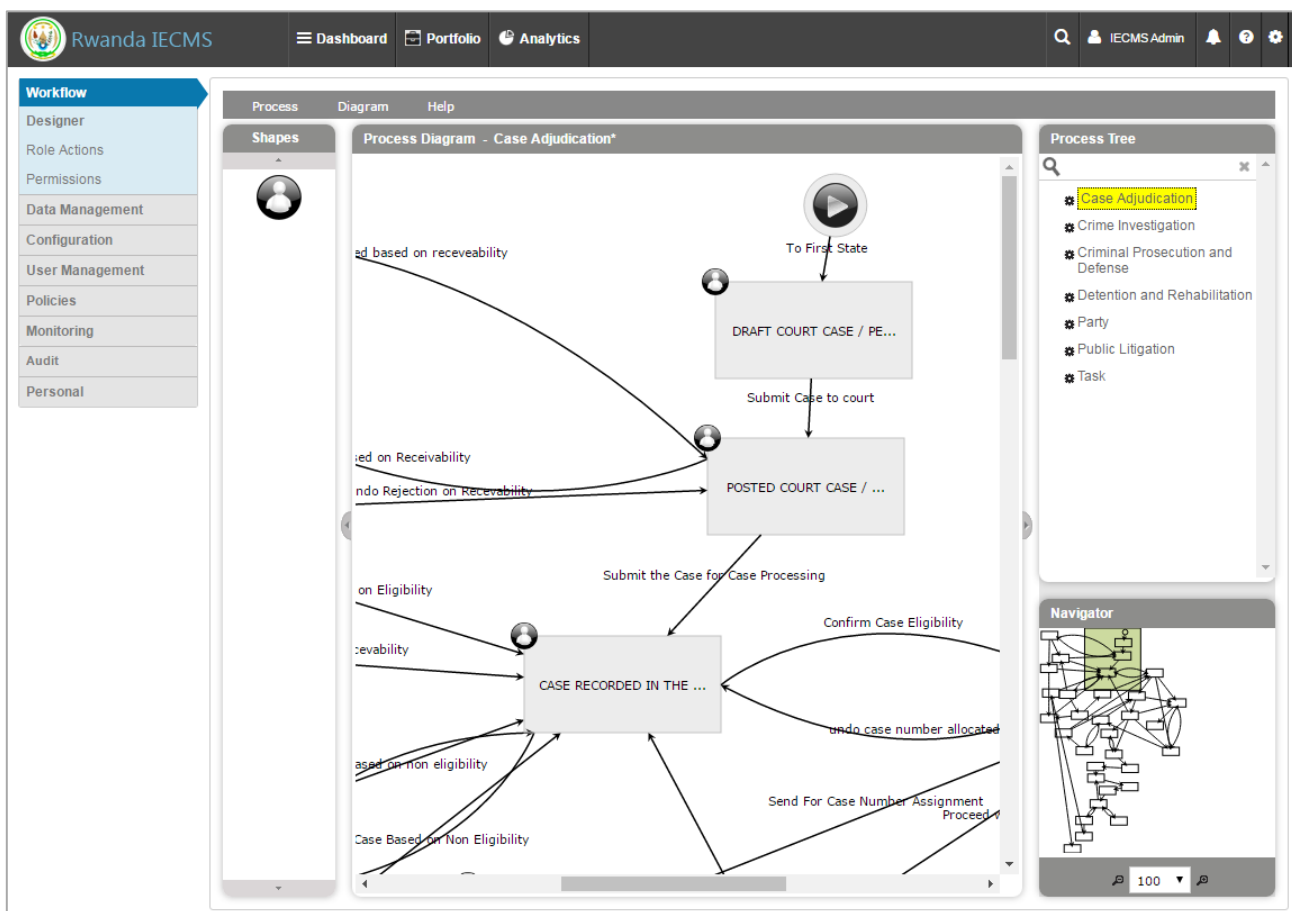 Rwanda IECMS
Dashboard
Portfolio
Analytics
IECMS Admin
Workflow
Designer
Role Actions
Permissions
Data Management
Configuration
User Management
Policies
Monitoring
Audit
Personal
Process
Diagram
Help
Shapes
Process Diagram - Case Adjudication*
To First State
ed based on receveability
DRAFT COURT CASE / PE...
Submit Case to court
sed on Receivability
ndo Rejection on Recevability
POSTED COURT CASE / ...
Submit the Case for Case Processing
on Eligibility
Confirm Case Eligibility
cevability
CASE RECORDED IN THE ...
undo case number allocated
ased on non eligibility
Send For Case Number Assignment
Proceed
Case Based on Non Eligibility
Process Tree
Case Adjudication
Crime Investigation
Criminal Prosecution and
Defense
Detention and Rehabilitation
Party
Public Litigation
Task
Navigator
100